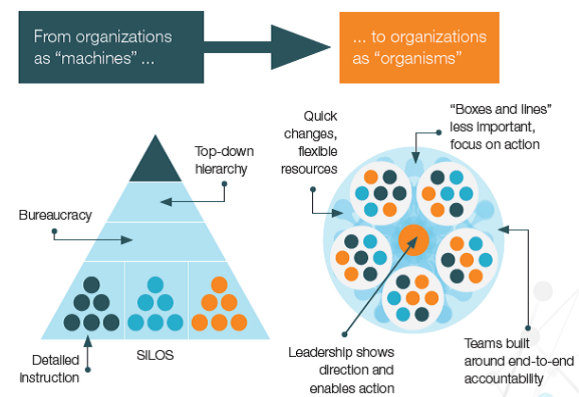 From organizations
as “machines” ...
... to organizations
as “organisms”
Top-down
hierarchy
Bureaucracy
Detailed
instruction
SILOS
Quick
changes,
flexible
resources
“Boxes and lines”
less important,
focus on action
Leadership shows
direction and
enables action
Teams built
around end-to-end
accountability